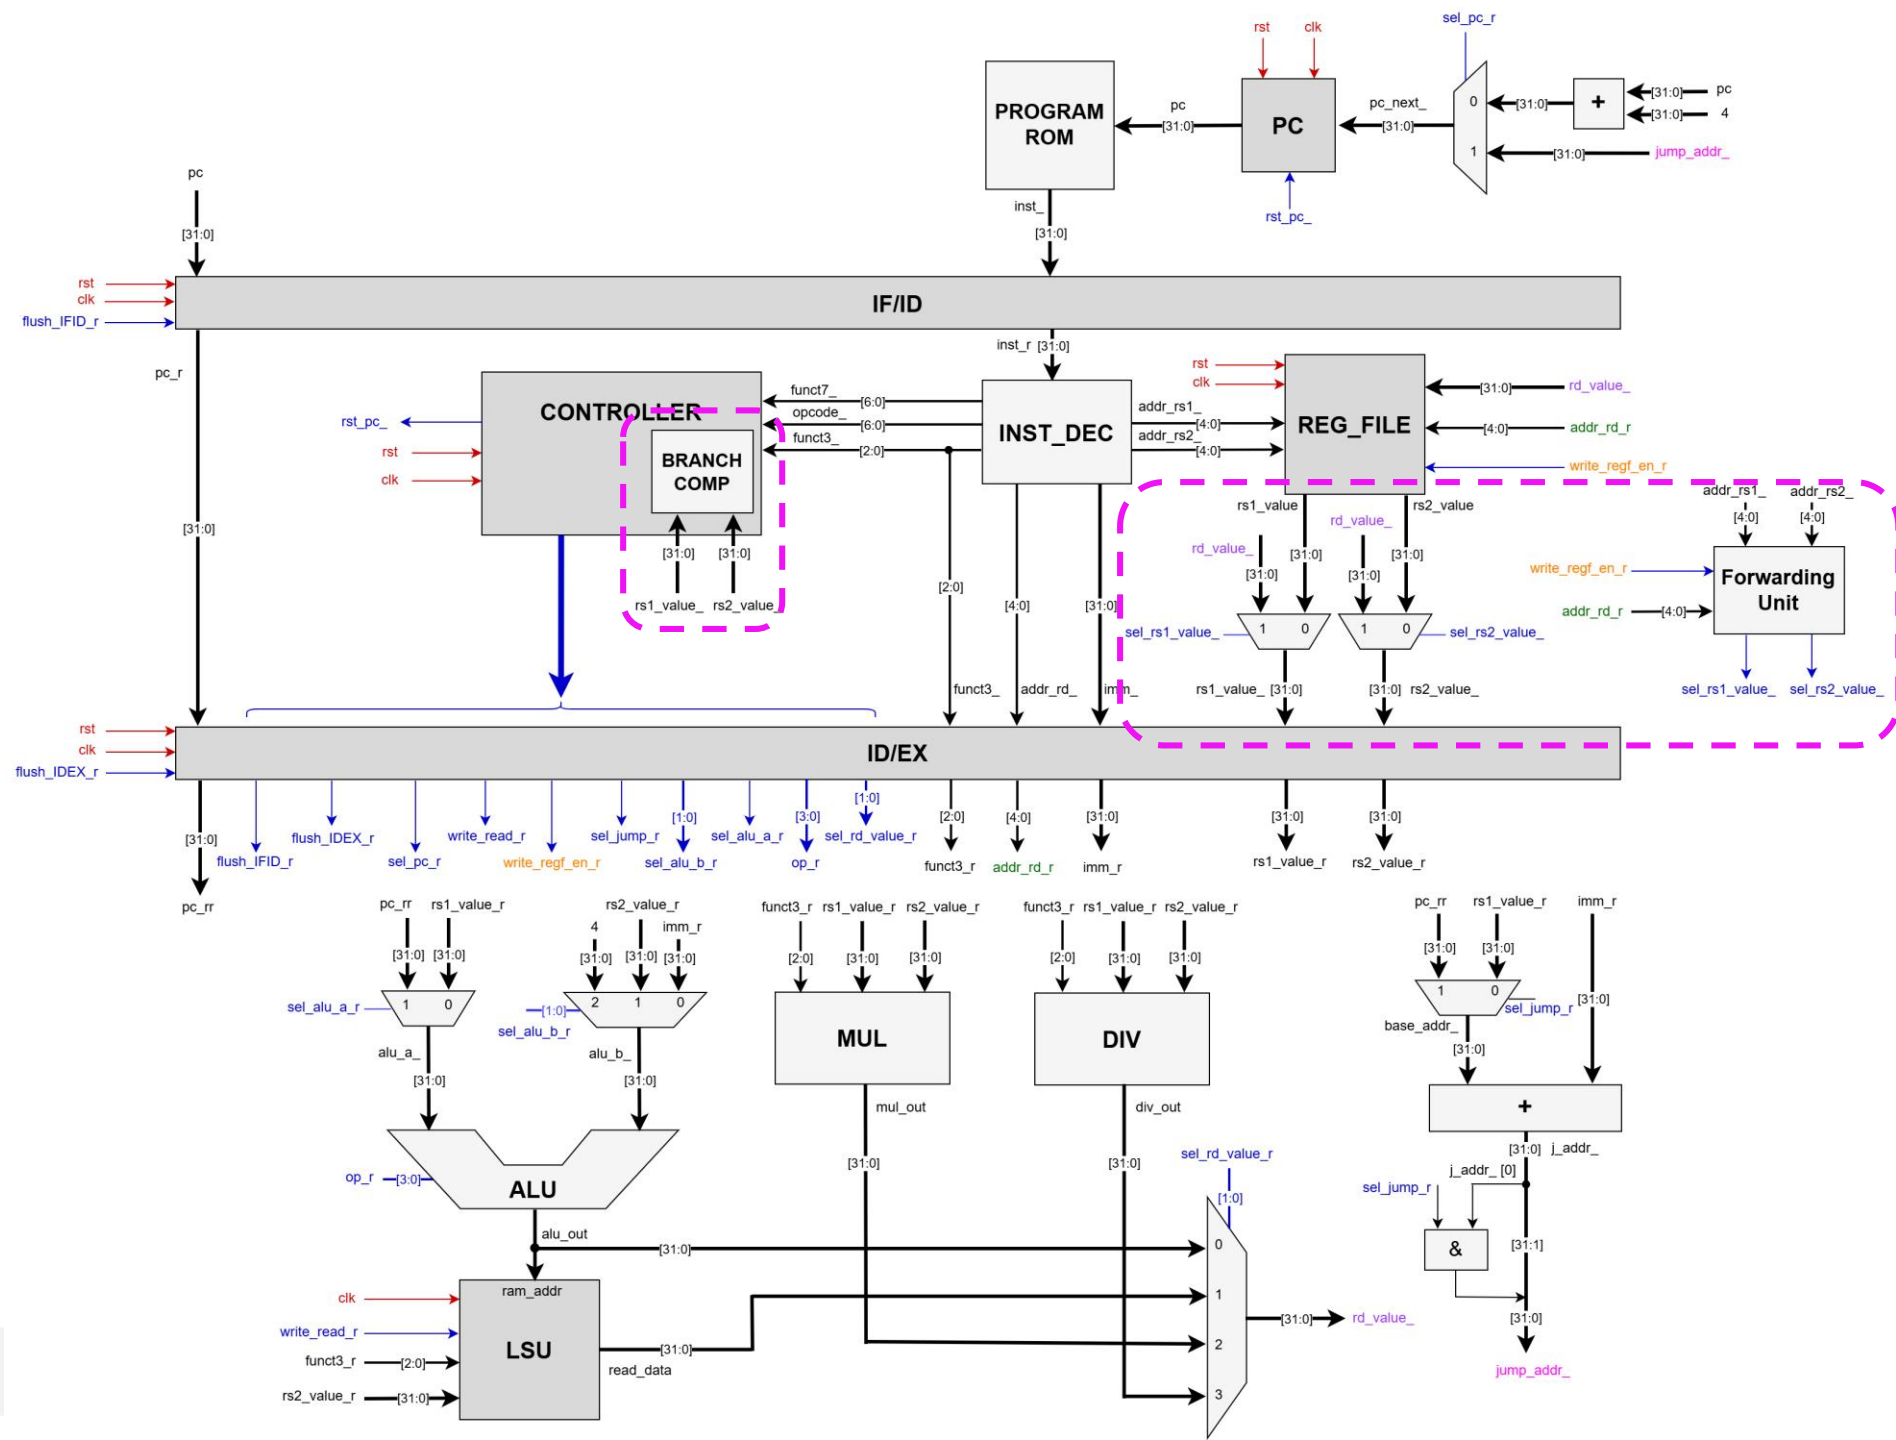 rst
clk
sel_pc_r
PROGRAM
ROM
pc
[31:0]
PC
pc_next_
[31:0]
0
1
[31:0]
+
[31:0]
pc
[31:0]
4
[31:0]
jump_addr_
rst_pc_
inst_
[31:0]
pc
[31:0]
rst
clk
flush_IFID_r
IF/ID
pc_r
[31:0]
inst_r [31:0]
CONTROLLER
rst_pc_
rst
clk
BRANCH
COMP
[31:0]
[31:0]
rs1_value_
rs2_value_
funct7_
[6:0]
opcode_
[6:0]
funct3_
[2:0]
INST_DEC
addr_rs1_
[4:0]
addr_rs2_
[4:0]
rst
clk
REG_FILE
[31:0]
rd_value_
[4:0]
addr_rd_r
write_regf_en_r
rs1_value
rs2_value
rd_value_
rd_value_
[31:0]
[31:0]
[31:0]
[31:0]
1
0
1
0
sel_rs1_value_
sel_rs2_value_
rs1_value_
[31:0]
[31:0]
rs2_value_
addr_rs1_
addr_rs2_
[4:0]
[4:0]
write_regf_en_r
addr_rd_r
[4:0]
Forwarding
Unit
sel_rs1_value_
sel_rs2_value_
[2:0]
[4:0]
[31:0]
funct3_
addr_rd_
imm_
rst
clk
flush_IDEX_r
ID/EX
[31:0]
pc_rr
flush_IFID_r
flush_IDEX_r
sel_pc_r
write_read_r
write_regf_en_r
sel_jump_r
[1:0]
sel_alu_b_r
sel_alu_a_r
[3:0]
op_r
[1:0]
sel_rd_value_r
[2:0]
funct3_r
[4:0]
addr_rd_r
[31:0]
imm_r
[31:0]
rs1_value_r
[31:0]
rs2_value_r
pc_rr
rs1_value_r
[31:0]
[31:0]
sel_alu_a_r
1
0
alu_a_
[31:0]
rs2_value_r
4
imm_r
[31:0]
[31:0]
[31:0]
2
1
0
[1:0]
sel_alu_b_r
alu_b_
[31:0]
op_r
[3:0]
ALU
alu_out
[31:0]
funct3_r
rs1_value_r
rs2_value_r
[2:0]
[31:0]
[31:0]
MUL
mul_out
[31:0]
funct3_r
rs1_value_r
rs2_value_r
[2:0]
[31:0]
[31:0]
DIV
div_out
[31:0]
pc_rr
rs1_value_r
imm_r
[31:0]
[31:0]
[31:0]
1
0
sel_jump_r
base_addr_
[31:0]
+
[31:0]
j_addr_
j_addr_ [0]
sel_jump_r
&
[31:1]
[31:0]
jump_addr_
ram_addr
clk
write_read_r
funct3_r
[2:0]
rs2_value_r
[31:0]
LSU
[31:0]
read_data
sel_rd_value_r
[1:0]
0
1
2
3
[31:0]
rd_value_